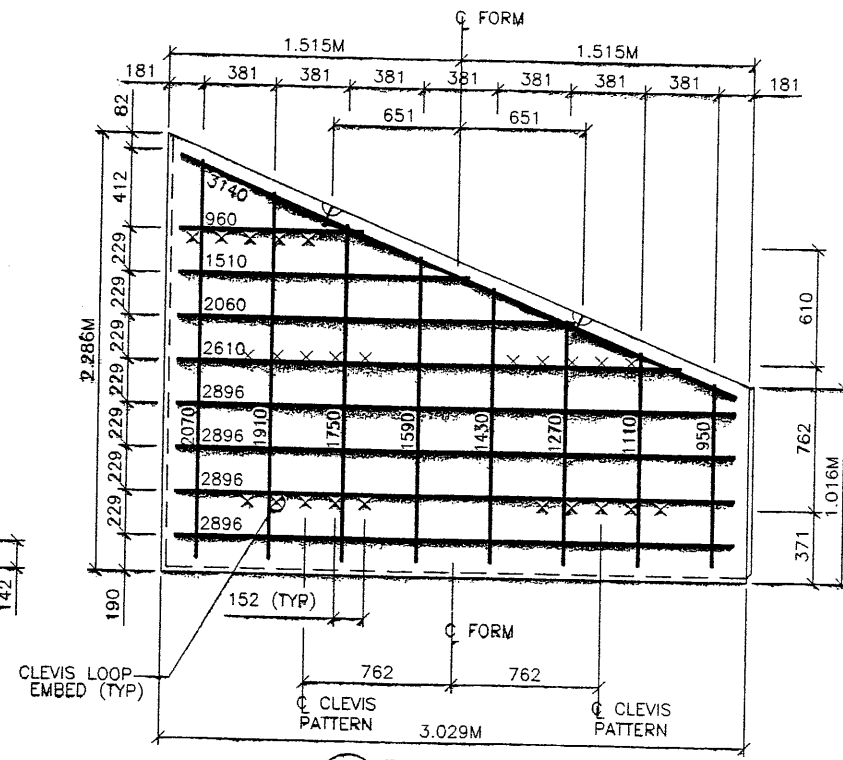 ℄ FORM
1.515M 1.515M
181 381 381 381 381 381 381 381 181
651 651
82
412
229
229
229
229
229
229
229
190
2.286M
142
3140
960
1510
2060
2610
2896
2896
2896
2896
2070 1910 1750 1590 1430 1270 1110 950
610
762
371
1.016M
152 (TYP)
℄ FORM
CLEVIS LOOP
EMBED (TYP)
762 762
℄ CLEVIS
PATTERN
℄ CLEVIS
PATTERN
3.029M